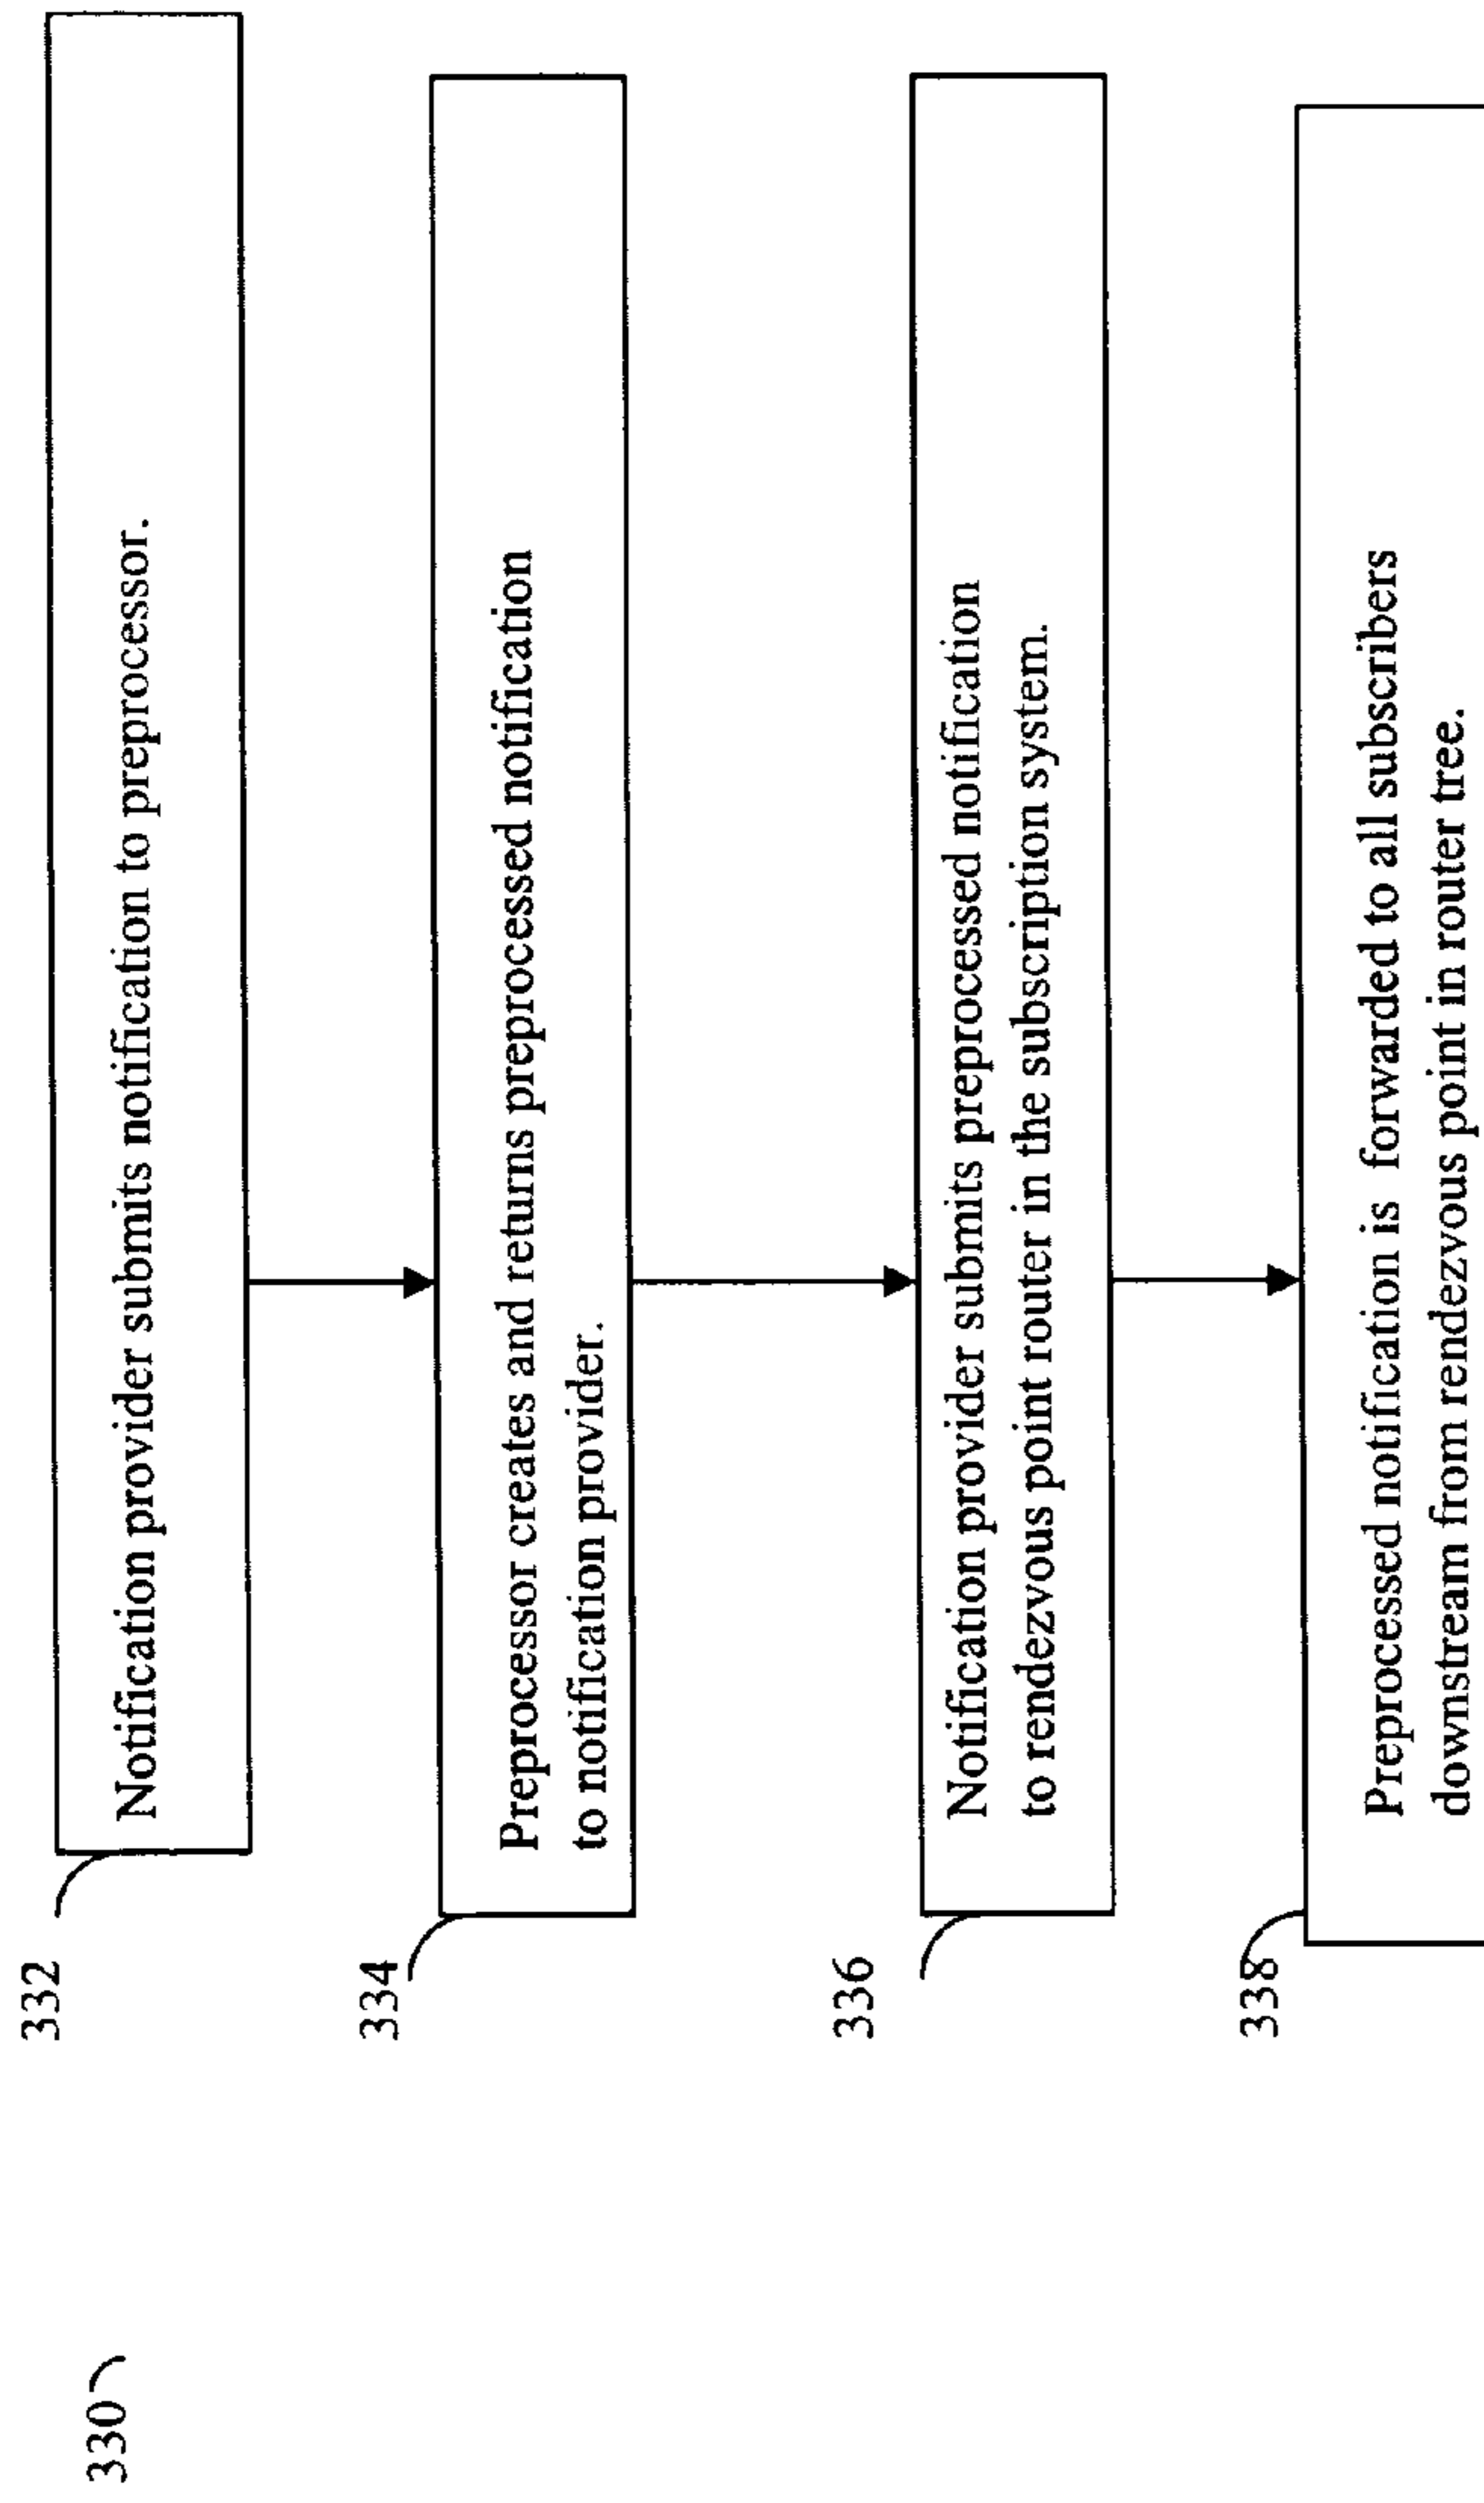 330
332
Notification provider submits notification to preprocessor.
334
Preprocessor creates and returns preprocessed notification
to notification provider.
336
Notification provider submits preprocessed notification
to rendezvous point router in the subscription system.
338
Preprocessed notification is forwarded to all subscribers
downstream from rendezvous point in router tree.